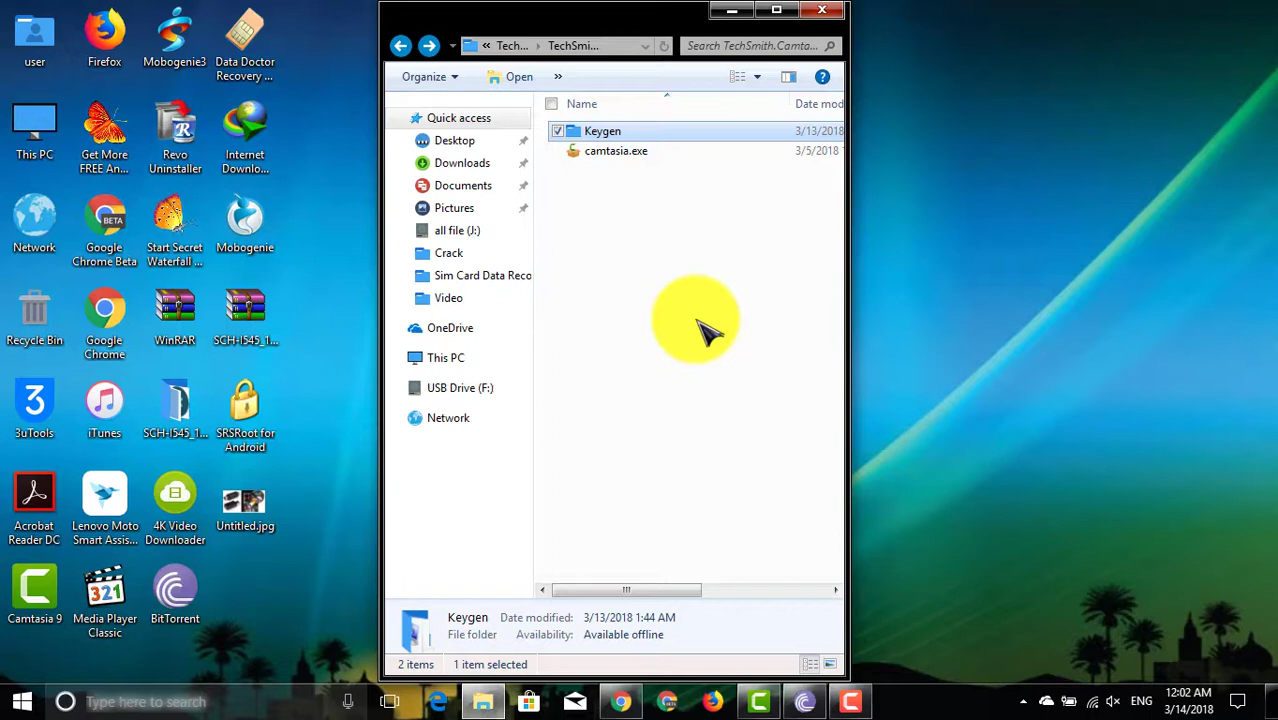 user
Firefox
Mobogenie3
Data Doctor
Recovery ...
This PC
Get More
FREE An...
Revo
Uninstaller
Internet
Downlo...
Network
Google
Chrome Beta
BETA
Start Secret
Waterfall ...
Mobogenie
Recycle Bin
Google
Chrome
WinRAR
SCH-I545_1...
3
3uTools
iTunes
SCH-I545_1...
SRSRoot for
Android
Acrobat
Reader DC
Lenovo Moto
Smart Assis...
4K Video
Downloader
Untitled.jpg
Camtasia 9
321
Media Player
Classic
BitTorrent
« Tech... › TechSmi...
Search TechSmith.Camta...
Organize
Open
»
Name
Date mod
Quick access
Desktop
Downloads
Documents
Pictures
all file (J:)
Crack
Sim Card Data Reco
Video
OneDrive
This PC
USB Drive (F:)
Network
Keygen
3/13/2018
camtasia.exe
3/5/2018
Keygen
Date modified: 3/13/2018 1:44 AM
File folder
Availability: Available offline
2 items
1 item selected
Type here to search
ENG
12:02 AM
3/14/2018